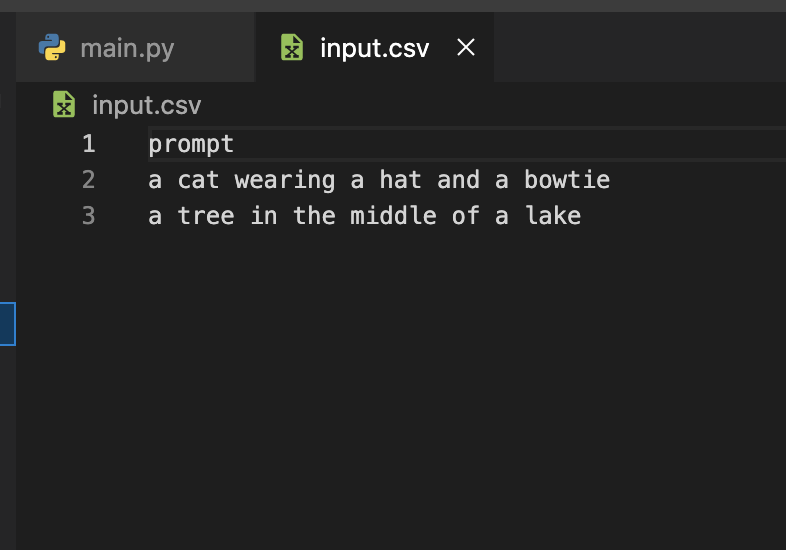 main.py input.csv
input.csv
1 prompt
2 a cat wearing a hat and a bowtie
3 a tree in the middle of a lake